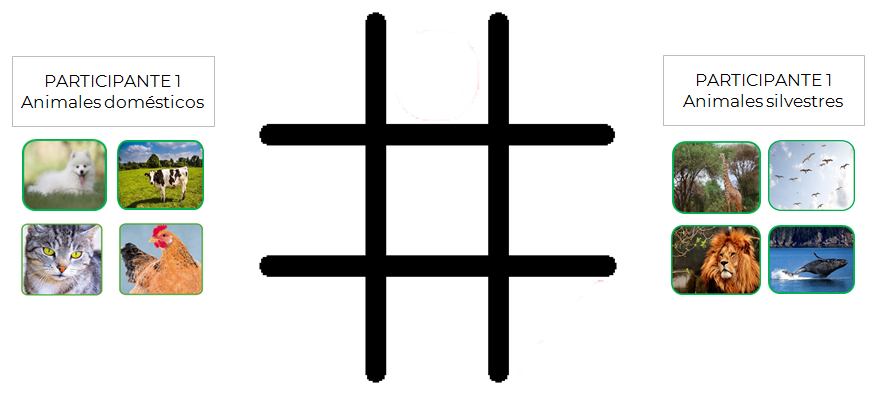 PARTICIPANTE 1
Animales domésticos
PARTICIPANTE 1
Animales silvestres